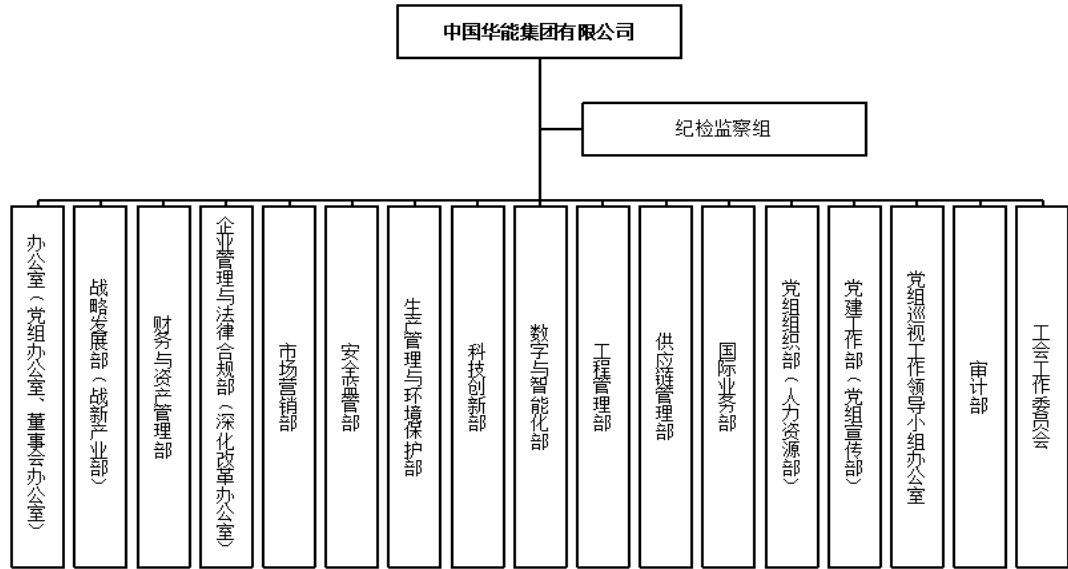 中国华能集团有限公司
纪检监察组
办公室（党组办公室、董事会办公室）
战略发展部（战新产业部）
财务与资产管理部
企业管理与法律合规部（深化改革办公室）
市场营销部
安全监管部
生产管理与环境保护部
科技创新部
数字与智能化部
工程管理部
供应链管理部
国际业务部
党组组织部（人力资源部）
党建工作部（党组宣传部）
党组巡视工作领导小组办公室
审计部
工会工作委员会